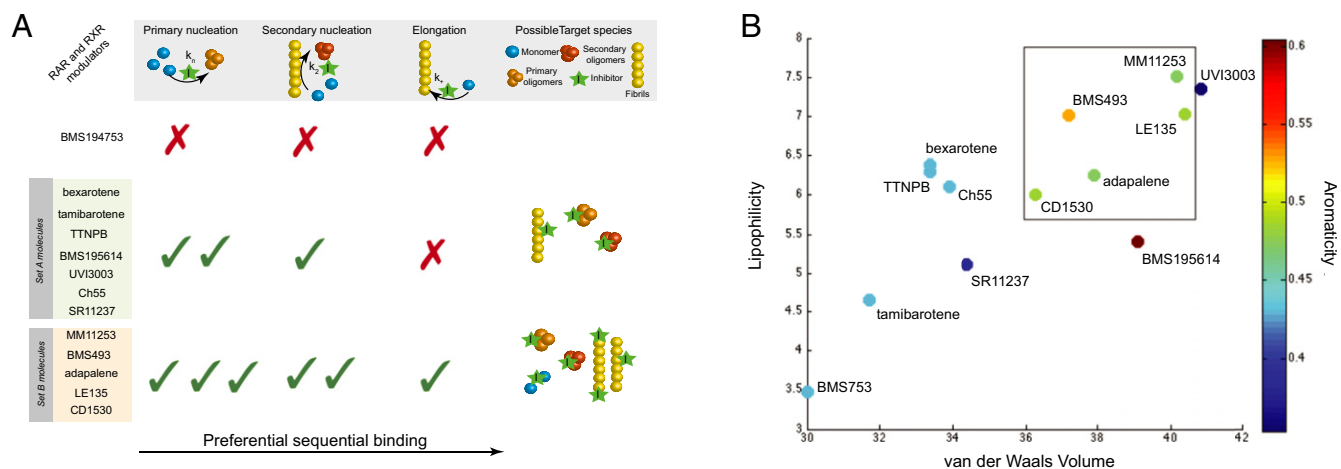 A
RAR and RXR
modulators
Primary nucleation
Secondary nucleation
Elongation
Possible Target species
kn
I
k2
I
k+
I
Monomer
Secondary
oligomers
Primary
oligomers
I
Inhibitor
Fibrils
BMS194753
Set A molecules
bexarotene
tamibarotene
TTNPB
BMS195614
UVI3003
Ch55
SR11237
I
I
I
Set B molecules
MM11253
BMS493
adapalene
LE135
CD1530
I
I
I
I
I
I
Preferential sequential binding
B
Lipophilicity
8
7.5
7
6.5
6
5.5
5
4.5
4
3.5
3
30
32
34
36
38
40
42
van der Waals Volume
MM11253
UVI3003
BMS493
LE135
bexarotene
TTNPB
Ch55
adapalene
CD1530
BMS195614
SR11237
tamibarotene
BMS753
0.6
0.55
0.5
0.45
0.4
Aromaticity